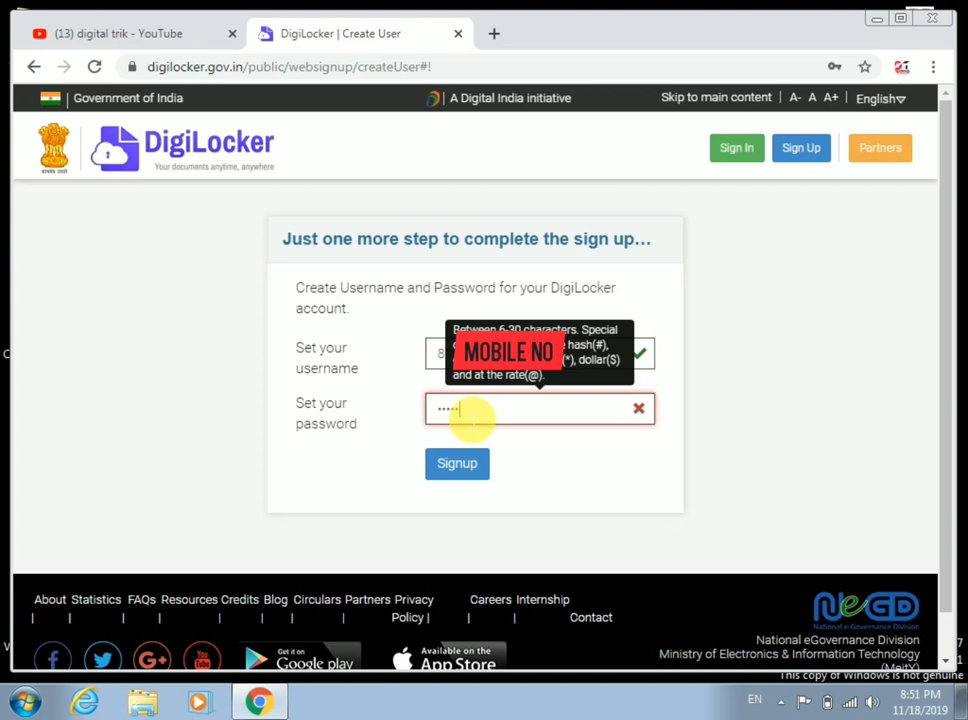 (13) digital trik - YouTube
DigiLocker | Create User
digilocker.gov.in/public/websignup/createUser#!
Government of India
A Digital India initiative
Skip to main content | A- A A+ | English
DigiLocker
Your documents anytime, anywhere
Sign In
Sign Up
Partners
Just one more step to complete the sign up...
Create Username and Password for your DigiLocker
account.
Between 6-30 characters. Special
hash(#),
(*), dollar($)
and at the rate(@).
MOBILE NO
Set your
username
8
Set your
password
Signup
About Statistics FAQs Resources Credits Blog Circulars Partners Privacy Careers Internship
| | | | | | | | Policy | | | Contact
Get it on
Google play
Available on the
App Store
NeGD
National e-Governance Division
National eGovernance Division
Ministry of Electronics & Information Technology
(MeitY)
This copy of Windows is not genuine
EN
8:51 PM
11/18/2019